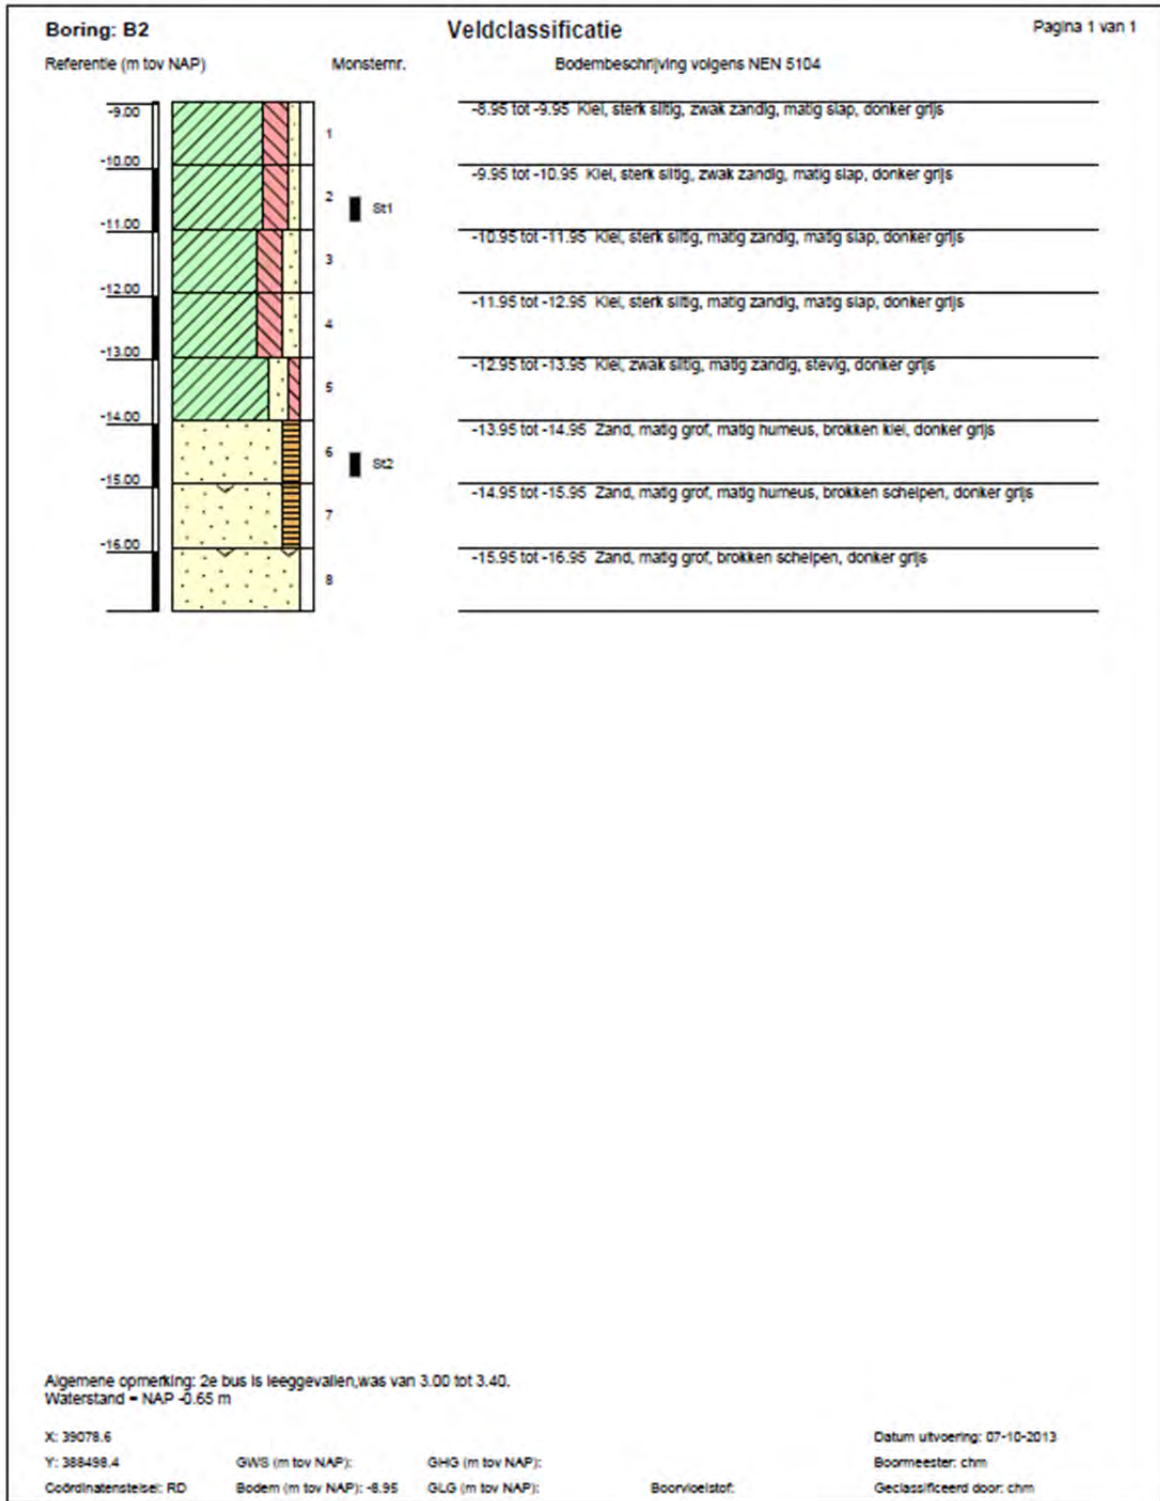 Boring: B2 Veldclassificatie Pagina 1 van 1
Referentie (m tov NAP) Monsternr. Bodembeschrijving volgens NEN 5104
-9.00 -8.95 tot -9.95 Klei, sterk siltig, zwak zandig, matig slap, donker grijs
1
-10.00 -9.95 tot -10.95 Klei, sterk siltig, zwak zandig, matig slap, donker grijs
2 St1
-11.00 -10.95 tot -11.95 Klei, sterk siltig, matig zandig, matig slap, donker grijs
3
-12.00 -11.95 tot -12.95 Klei, sterk siltig, matig zandig, matig slap, donker grijs
4
-13.00 -12.95 tot -13.95 Klei, zwak siltig, matig zandig, stevig, donker grijs
5
-14.00 -13.95 tot -14.95 Zand, matig grof, matig humeus, brokken klei, donker grijs
6 St2
-15.00 -14.95 tot -15.95 Zand, matig grof, matig humeus, brokken schelpen, donker grijs
7
-16.00 -15.95 tot -16.95 Zand, matig grof, brokken schelpen, donker grijs
8
Algemene opmerking: 2e bus is leeggevallen,was van 3.00 tot 3.40.
Waterstand = NAP -0.65 m
X: 39078.6 Datum uitvoering: 07-10-2013
Y: 388498.4 GWS (m tov NAP): GHG (m tov NAP): Boormeester: chm
Coördinatenstelsel: RD Bodem (m tov NAP): -8.95 GLG (m tov NAP): Boorvloeistof: Geclassificeerd door: chm